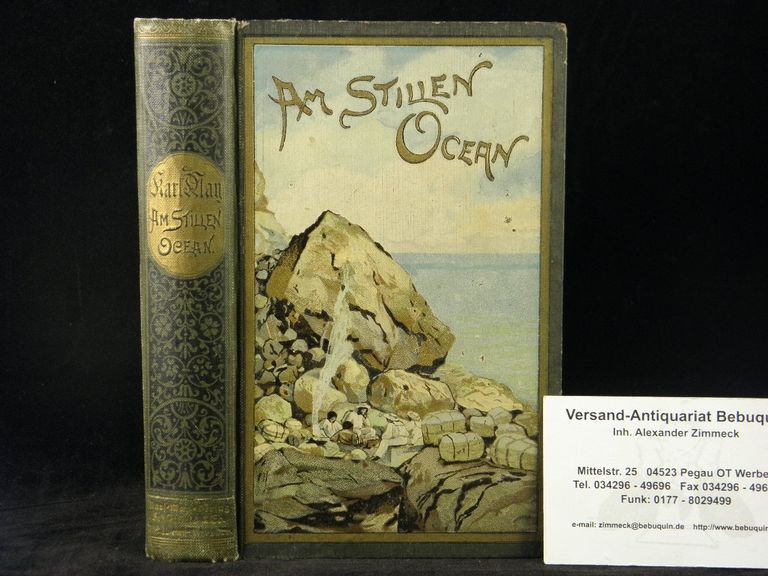 Karl May
AM STILLEN
OCEAN.
AM STILLEN
OCEAN
Versand-Antiquariat Bebuqu
Inh. Alexander Zimmeck
Mittelstr. 25 04523 Pegau OT Werbe
Tel. 034296 - 49696 Fax 034296 - 496
Funk: 0177 - 8029499
e-mail: zimmeck@bebuquin.de http://www.bebuquin